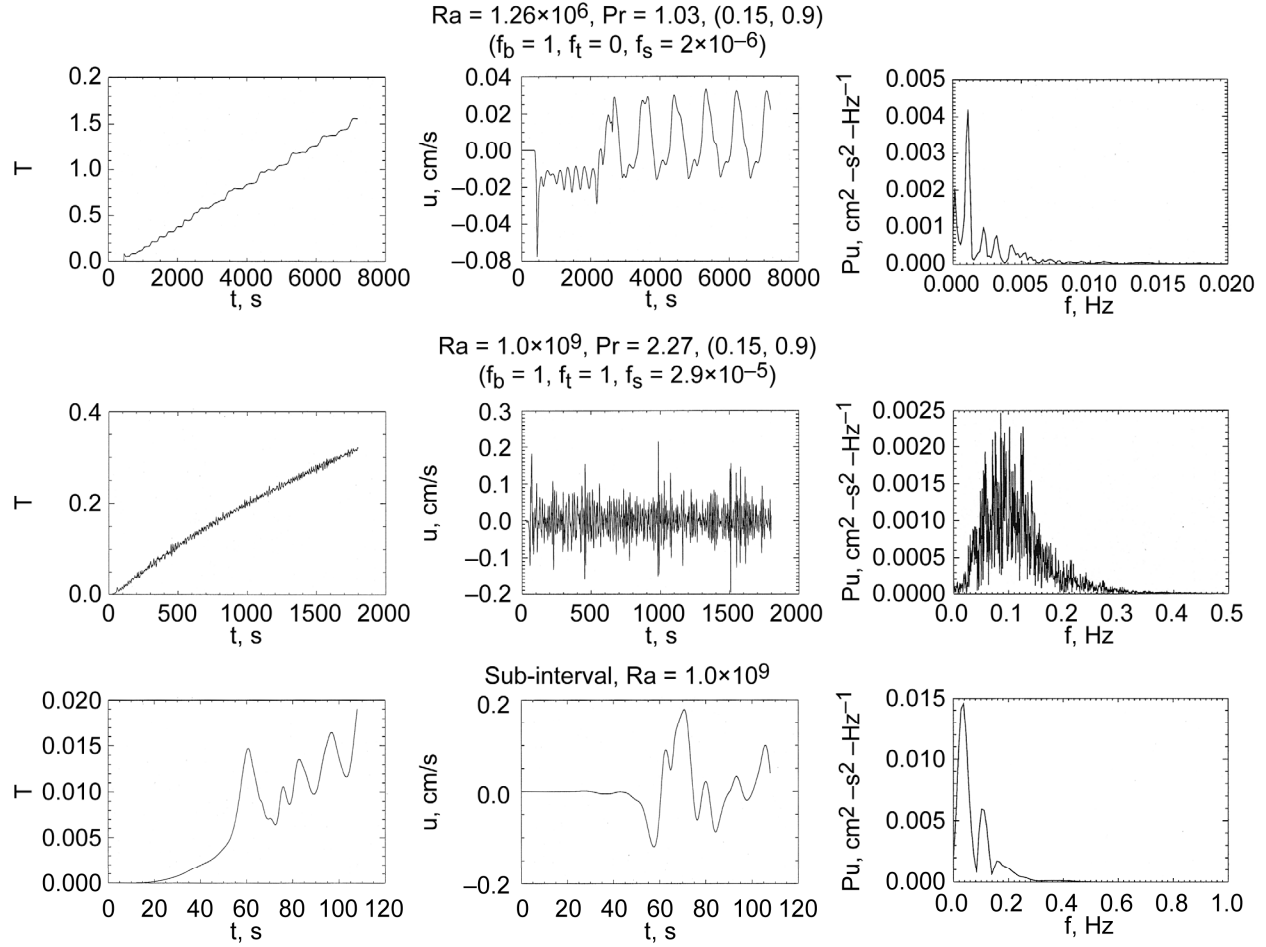 Ra = 1.26×10⁶, Pr = 1.03, (0.15, 0.9)
(f_b = 1, f_t = 0, f_s = 2×10⁻⁶)
T
0.2
1.5
1.0
0.5
0.0
0 2000 4000 6000 8000
t, s
u, cm/s
0.04
0.02
0.00
−0.02
−0.04
−0.08
0 2000 4000 6000 8000
t, s
Pu, cm² –s² –Hz⁻¹
0.005
0.004
0.003
0.002
0.001
0.000
0.000 0.005 0.010 0.015 0.020
f, Hz
Ra = 1.0×10⁹, Pr = 2.27, (0.15, 0.9)
(f_b = 1, f_t = 1, f_s = 2.9×10⁻⁵)
T
0.4
0.2
0.0
0 500 1000 1500 2000
t, s
u, cm/s
0.3
0.2
0.1
0.0
−0.1
−0.2
0 500 1000 1500 2000
t, s
Pu, cm² –s² –Hz⁻¹
0.0025
0.0020
0.0015
0.0010
0.0005
0.0000
0.0 0.1 0.2 0.3 0.4 0.5
f, Hz
Sub-interval, Ra = 1.0×10⁹
T
0.020
0.015
0.010
0.005
0.000
0 20 40 60 80 100 120
t, s
u, cm/s
0.2
0.0
−0.2
0 20 40 60 80 100 120
t, s
Pu, cm² –s² –Hz⁻¹
0.015
0.010
0.005
0.000
0.0 0.2 0.4 0.6 0.8 1.0
f, Hz